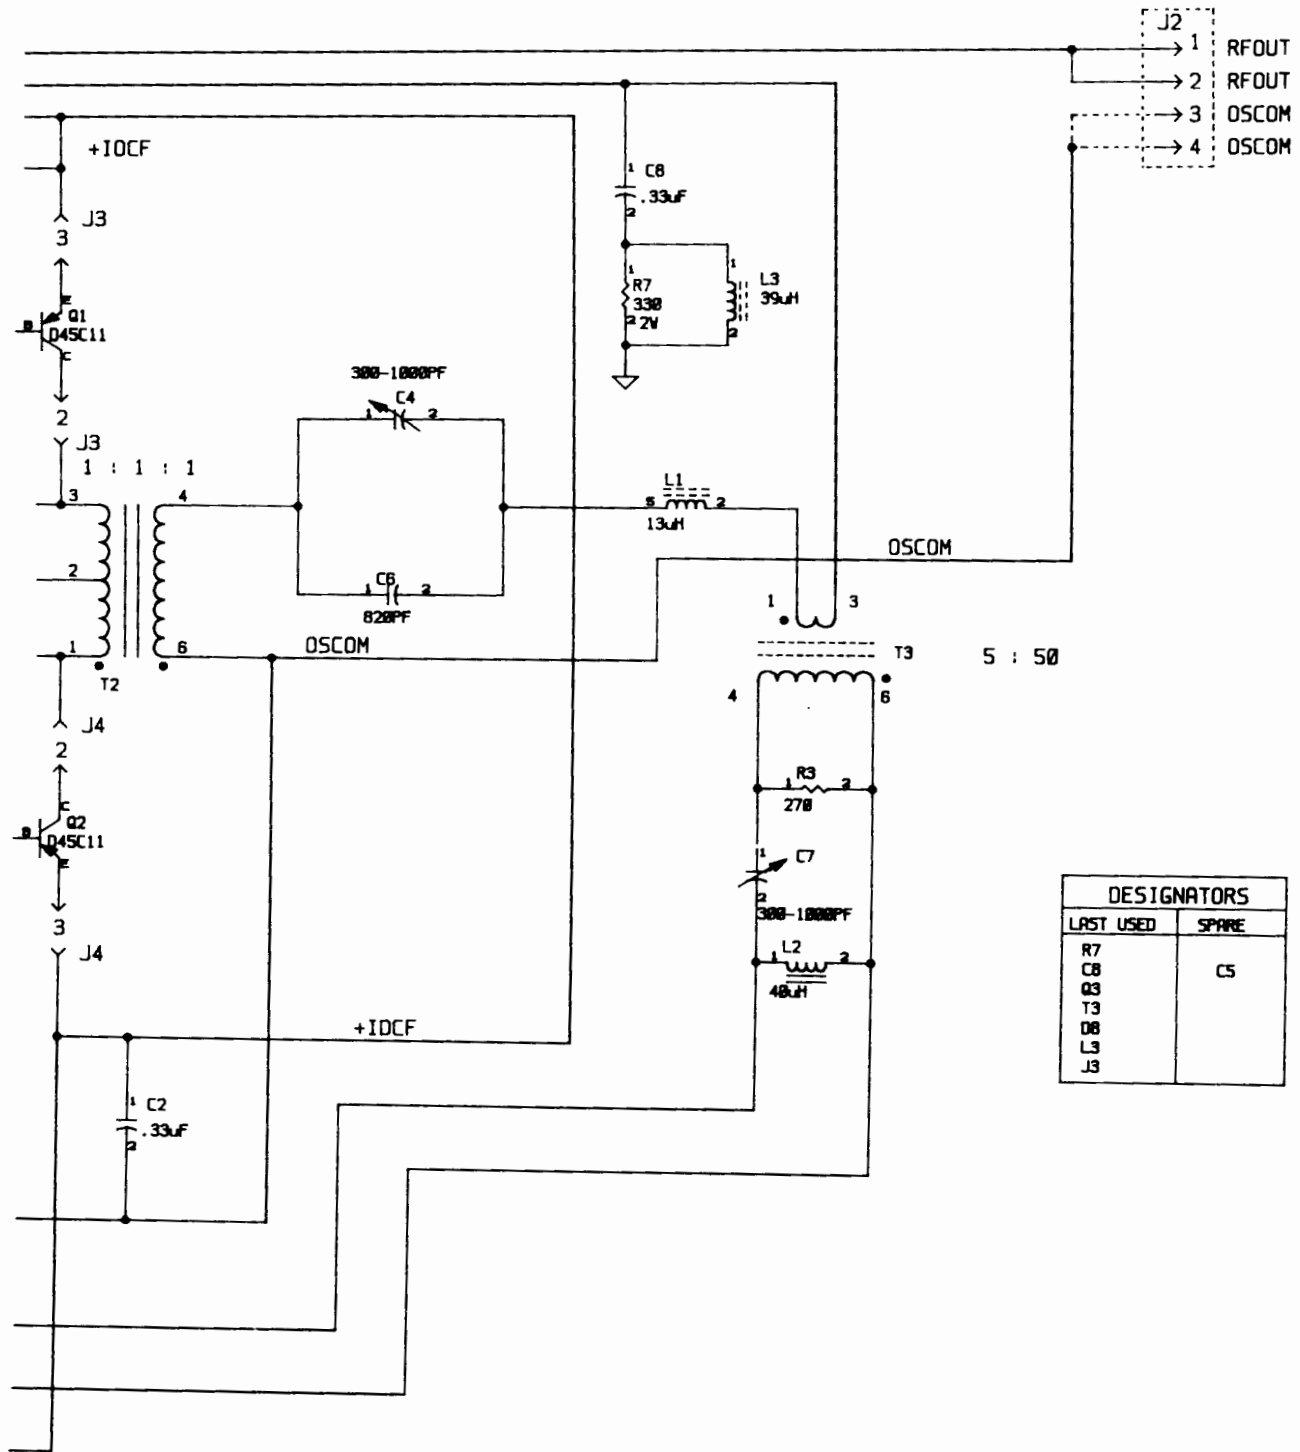 J2
1 RFOUT
2 RFOUT
3 OSCOM
4 OSCOM
+IOCF
J3
3
E
Q1
B
D45C11
C
2
J3
1 : 1 : 1
3
4
2
1
6
T2
OSCOM
300-1000PF
C4
1 2
C6
1 2
820PF
1 C8
.33uF
2
1
R7
330
2 2W
1
L3
39uH
2
L1
5 2
13uH
OSCOM
1 3
T3
5 : 50
4 6
R3
1 2
270
1
C7
2
300-1000PF
L2
1 2
40uH
J4
2
C
Q2
B
D45C11
E
3
J4
+IDCF
1 C2
.33uF
2
DESIGNATORS
LAST USED SPARE
R7
C8 C5
Q3
T3
D8
L3
J3